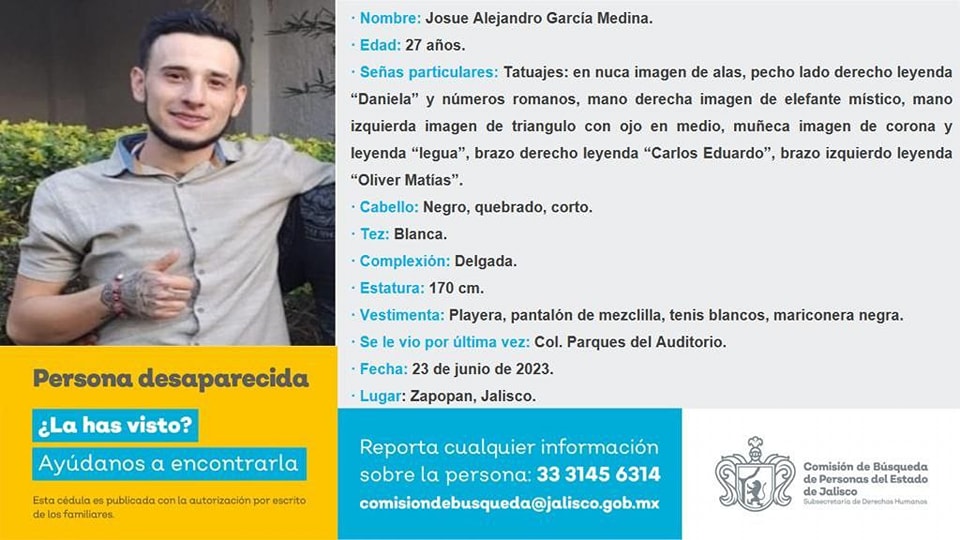 · Nombre: Josue Alejandro García Medina.
· Edad: 27 años.
· Señas particulares: Tatuajes: en nuca imagen de alas, pecho lado derecho leyenda
“Daniela” y números romanos, mano derecha imagen de elefante místico, mano
izquierda imagen de triangulo con ojo en medio, muñeca imagen de corona y
leyenda “legua”, brazo derecho leyenda “Carlos Eduardo”, brazo izquierdo leyenda
“Oliver Matías”.
· Cabello: Negro, quebrado, corto.
· Tez: Blanca.
· Complexión: Delgada.
· Estatura: 170 cm.
· Vestimenta: Playera, pantalón de mezclilla, tenis blancos, mariconera negra.
· Se le vio por última vez: Col. Parques del Auditorio.
· Fecha: 23 de junio de 2023.
· Lugar: Zapopan, Jalisco.
Persona desaparecida
¿La has visto?
Ayúdanos a encontrarla
Esta cédula es publicada con la autorización por escrito
de los familiares.
Reporta cualquier información
sobre la persona: 33 3145 6314
comisiondebusqueda@jalisco.gob.mx
Comisión de Búsqueda
de Personas del Estado
de Jalisco
Subsecretaría de Derechos Humanos